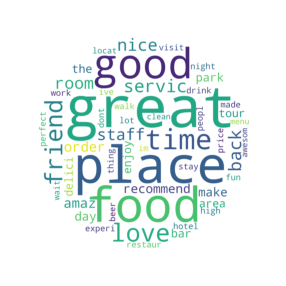 locat visit
nice night
good
the servic drink
room park
work ive
great
walk made
perfect dont lot clean peopl menu
friend staff time tour
order im price awesom
place back
wait delici thing enjoy stay fun
recommend
food make
amaz area
day beer love bar high
experi hotel
restaur